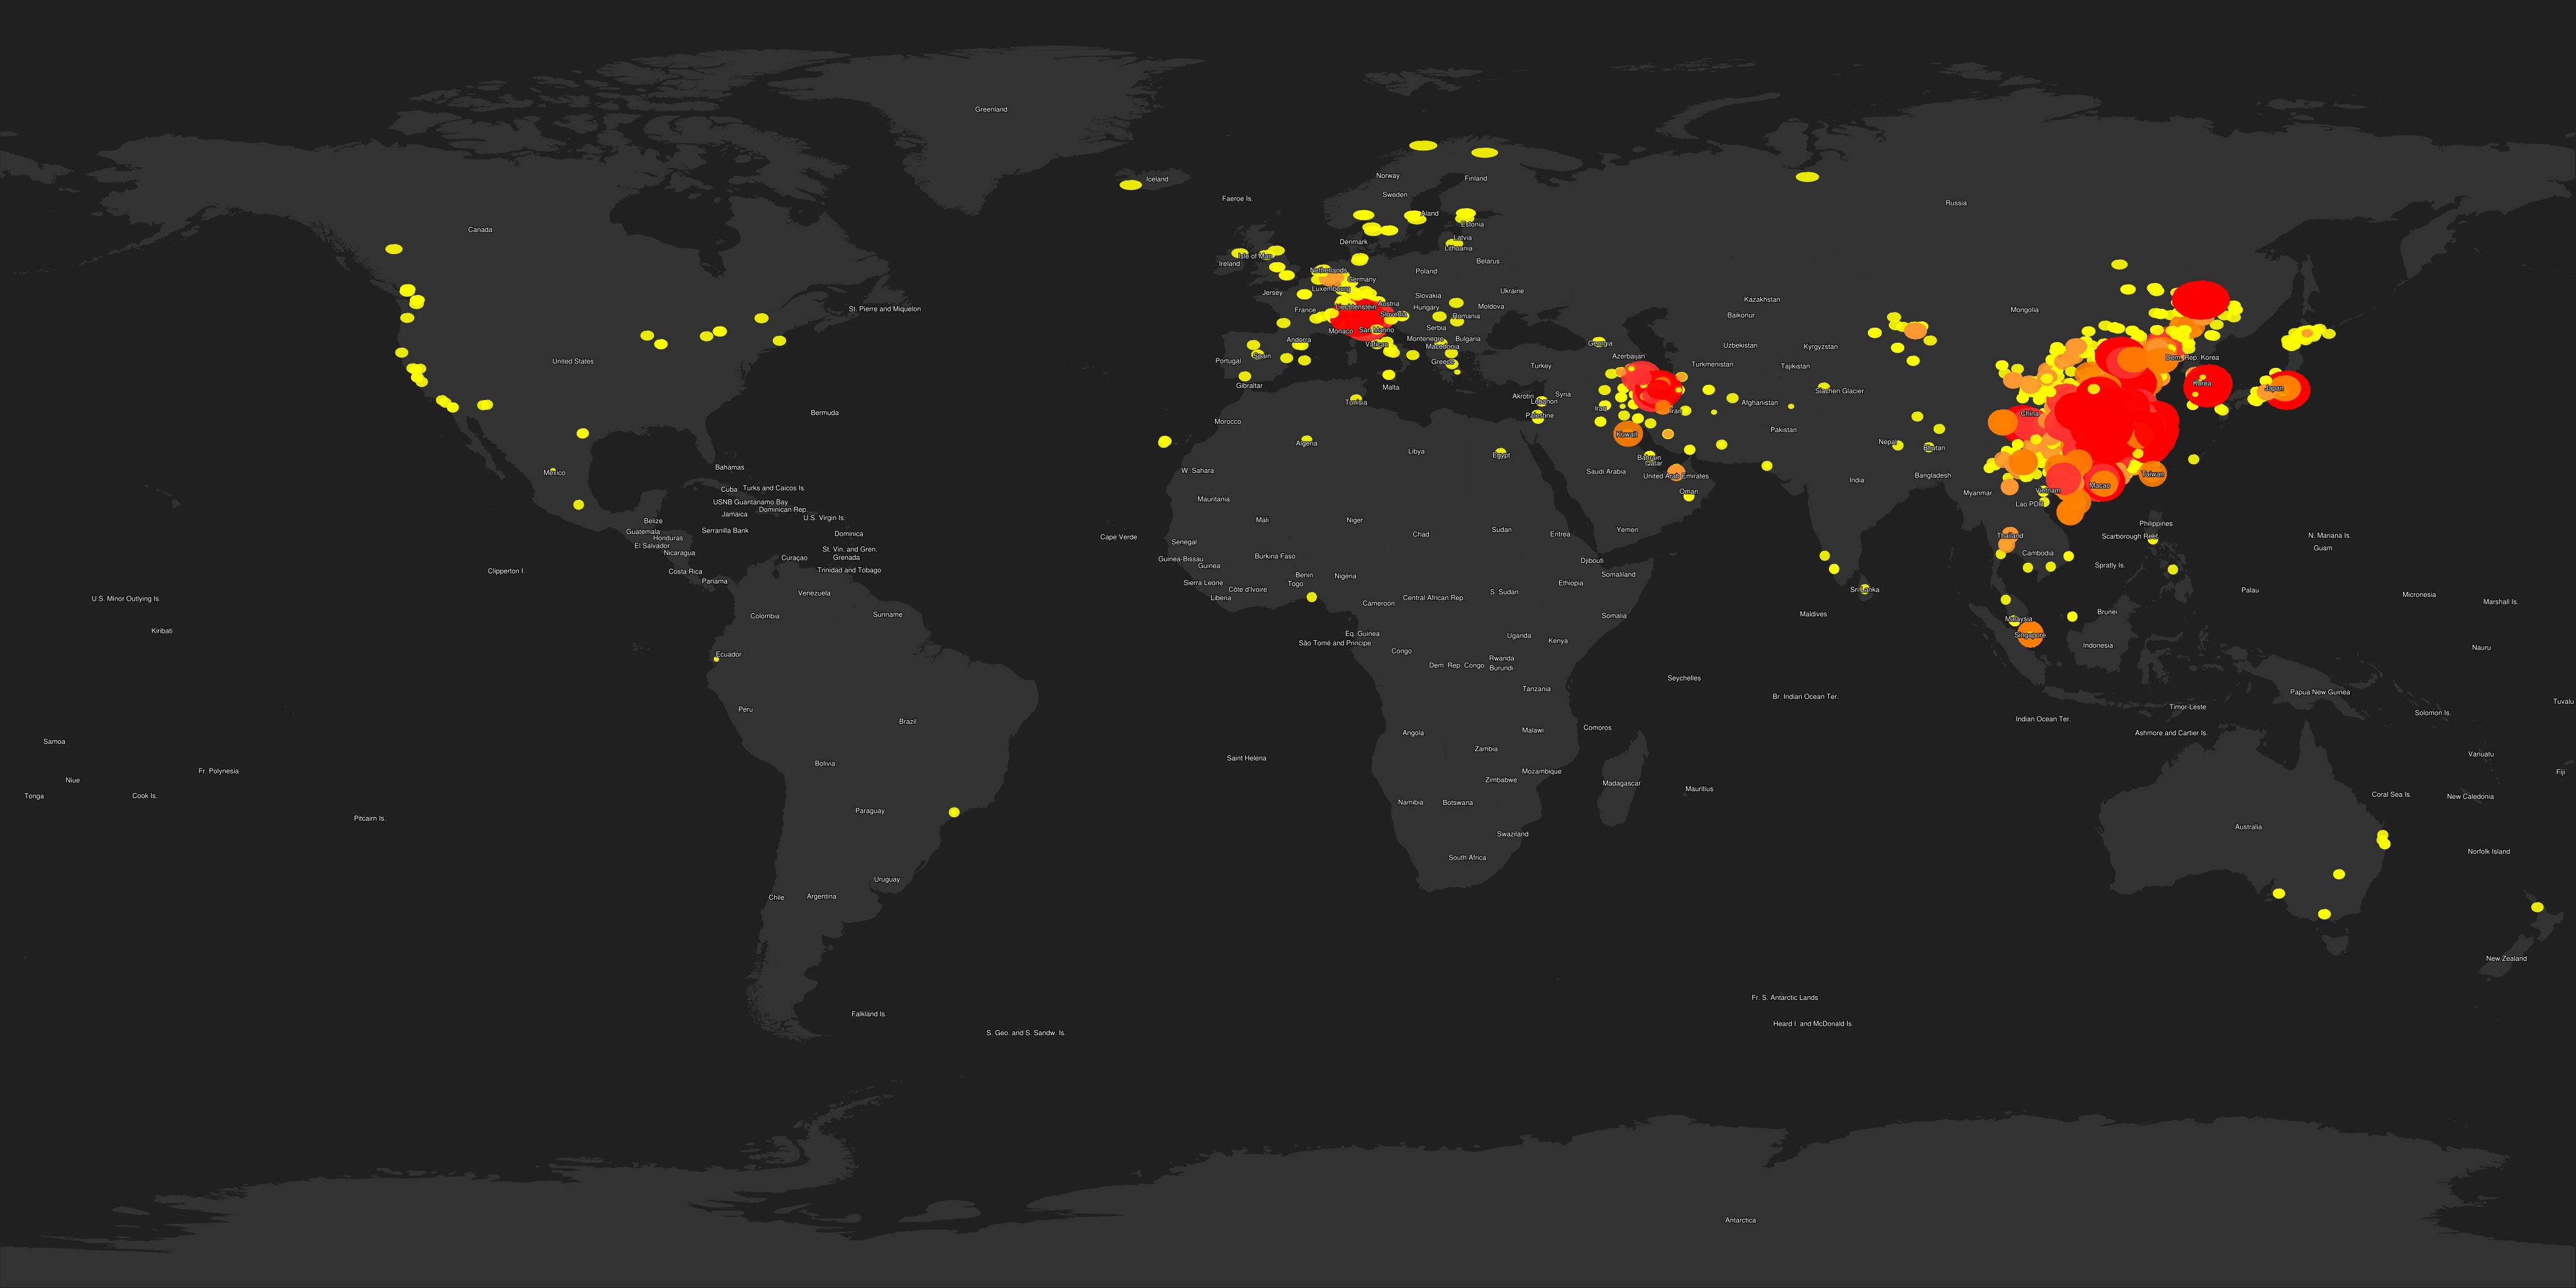 Greenland
Iceland
Norway
Finland
Sweden
Faeroe Is.
Russia
Åland
Estonia
Canada
Latvia
Denmark
Lithuania
Isle of Man
Ireland
Belarus
Netherlands
Poland
Germany
Luxembourg
Jersey
Ukraine
Slovakia
Kazakhstan
Austria
Liechtenstein
Hungary
Moldova
St. Pierre and Miquelon
France
Mongolia
Slovenia
Baikonur
Romania
Serbia
Monaco
San Marino
Andorra
Montenegro
Bulgaria
Vatican
Georgia
Uzbekistan
Kyrgyzstan
Macedonia
Spain
Azerbaijan
Dem. Rep. Korea
United States
Portugal
Greece
Turkey
Turkmenistan
Tajikistan
Gibraltar
Malta
Korea
Japan
Siachen Glacier
Akrotiri
Syria
Lebanon
Tunisia
Afghanistan
Iraq
Iran
Bermuda
Palestine
China
Morocco
Pakistan
Kuwait
Algeria
Nepal
Bhutan
Libya
Egypt
Bahrain
Qatar
Bahamas
W. Sahara
Saudi Arabia
Mexico
United Arab Emirates
Bangladesh
Taiwan
India
Macao
Cuba
Turks and Caicos Is.
Oman
Vietnam
Myanmar
Mauritania
USNB Guantanamo Bay
Lao PDR
Dominican Rep.
Jamaica
U.S. Virgin Is.
Belize
Mali
Niger
Philippines
Guatemala
Serranilla Bank
Sudan
Eritrea
Yemen
Honduras
Dominica
Cape Verde
Chad
Thailand
Scarborough Reef
N. Mariana Is.
El Salvador
Senegal
Guam
Nicaragua
St. Vin. and Gren.
Cambodia
Curaçao
Grenada
Guinea-Bissau
Burkina Faso
Djibouti
Guinea
Spratly Is.
Clipperton I.
Costa Rica
Trinidad and Tobago
Benin
Nigeria
Somaliland
Panama
Sierra Leone
Togo
Ethiopia
Venezuela
Côte d'Ivoire
Sri Lanka
Palau
S. Sudan
Micronesia
U.S. Minor Outlying Is.
Liberia
Central African Rep.
Cameroon
Marshall Is.
Colombia
Suriname
Somalia
Maldives
Brunei
Malaysia
Kiribati
Eq. Guinea
Uganda
Singapore
São Tomé and Principe
Kenya
Indonesia
Nauru
Congo
Ecuador
Rwanda
Dem. Rep. Congo
Burundi
Seychelles
Tanzania
Papua New Guinea
Br. Indian Ocean Ter.
Tuvalu
Peru
Timor-Leste
Solomon Is.
Brazil
Indian Ocean Ter.
Comoros
Angola
Malawi
Ashmore and Cartier Is.
Samoa
Zambia
Vanuatu
Saint Helena
Bolivia
Fr. Polynesia
Mozambique
Fiji
Niue
Zimbabwe
Madagascar
Mauritius
Tonga
Cook Is.
Coral Sea Is.
New Caledonia
Namibia
Botswana
Paraguay
Pitcairn Is.
Australia
Swaziland
Norfolk Island
South Africa
Uruguay
Chile
Argentina
New Zealand
Fr. S. Antarctic Lands
Falkland Is.
Heard I. and McDonald Is.
S. Geo. and S. Sandw. Is.
Antarctica